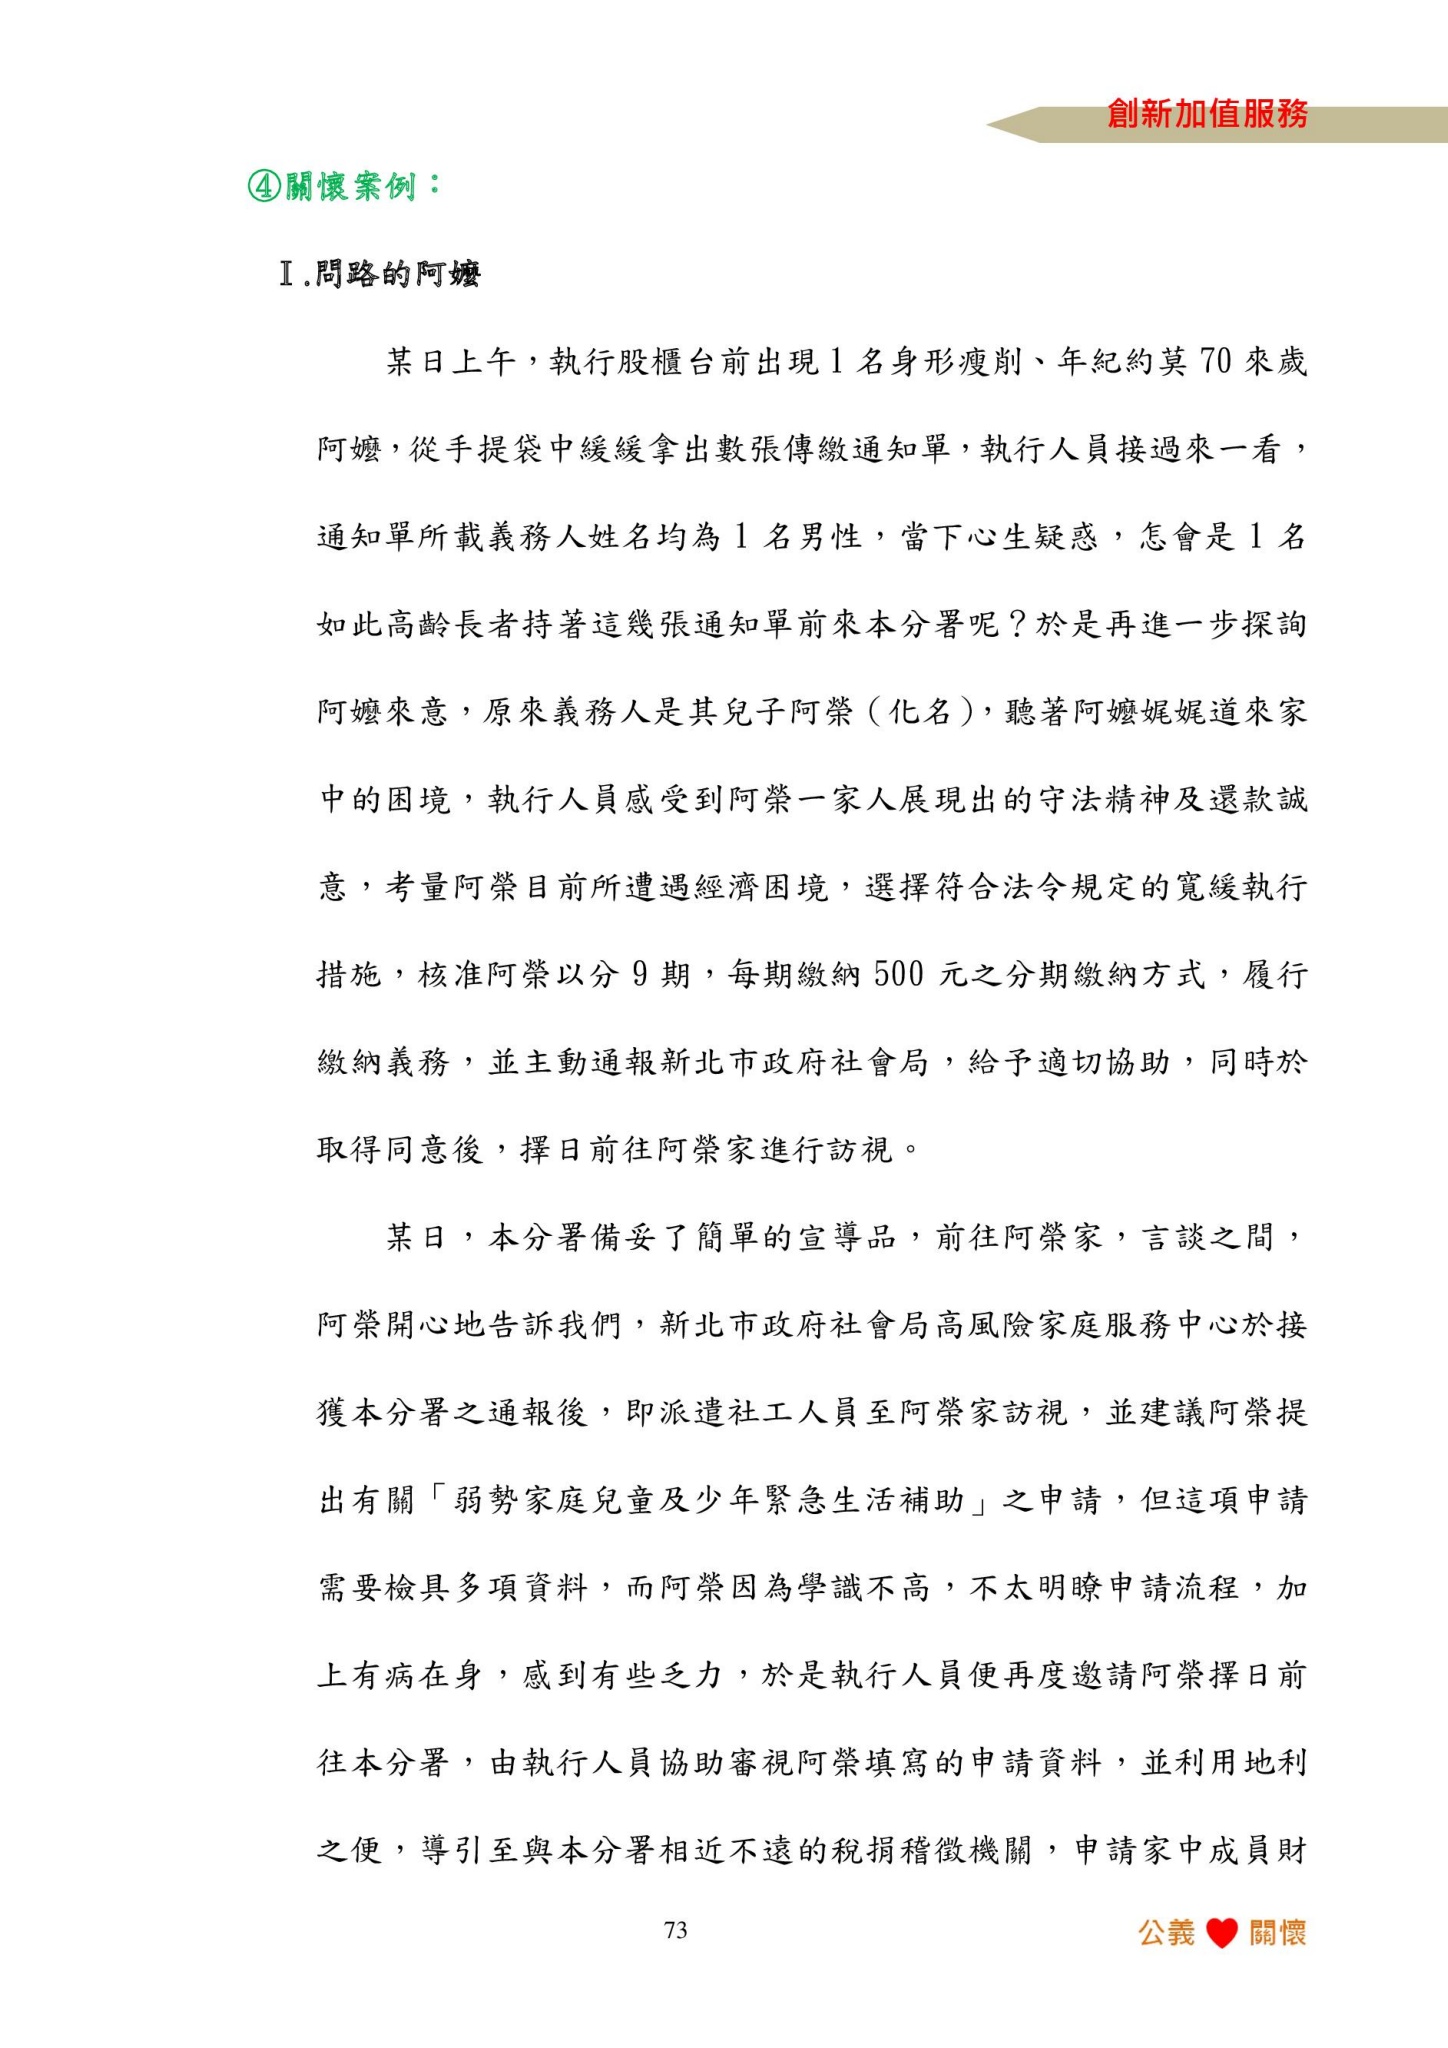 創新加值服務
④關懷案例：
Ⅰ.問路的阿嬤
某日上午，執行股櫃台前出現1名身形瘦削、年紀約莫70來歲
阿嬤，從手提袋中緩緩拿出數張傳繳通知單，執行人員接過來一看，
通知單所載義務人姓名均為1名男性，當下心生疑惑，怎會是1名
如此高齡長者持著這幾張通知單前來本分署呢？於是再進一步探詢
阿嬤來意，原來義務人是其兒子阿榮（化名），聽著阿嬤娓娓道來家
中的困境，執行人員感受到阿榮一家人展現出的守法精神及還款誠
意，考量阿榮目前所遭遇經濟困境，選擇符合法令規定的寬緩執行
措施，核准阿榮以分9期，每期繳納500元之分期繳納方式，履行
繳納義務，並主動通報新北市政府社會局，給予適切協助，同時於
取得同意後，擇日前往阿榮家進行訪視。
某日，本分署備妥了簡單的宣導品，前往阿榮家，言談之間，
阿榮開心地告訴我們，新北市政府社會局高風險家庭服務中心於接
獲本分署之通報後，即派遣社工人員至阿榮家訪視，並建議阿榮提
出有關「弱勢家庭兒童及少年緊急生活補助」之申請，但這項申請
需要檢具多項資料，而阿榮因為學識不高，不太明瞭申請流程，加
上有病在身，感到有些乏力，於是執行人員便再度邀請阿榮擇日前
往本分署，由執行人員協助審視阿榮填寫的申請資料，並利用地利
之便，導引至與本分署相近不遠的稅捐稽徵機關，申請家中成員財
73
公義 關懷